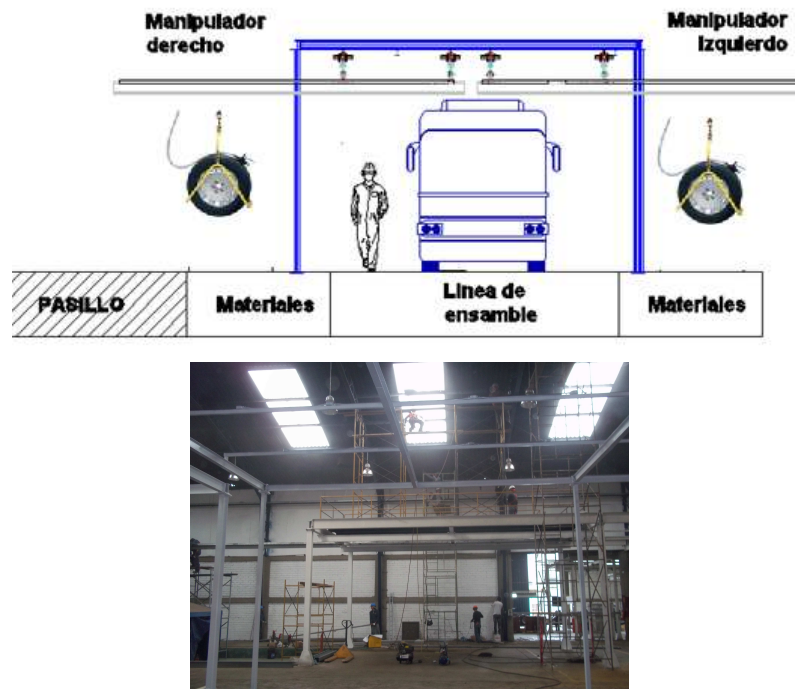 Manipulador
derecho
Manipulador
Izquierdo
PASILLO
Materiales
Linea de
ensamble
Materiales